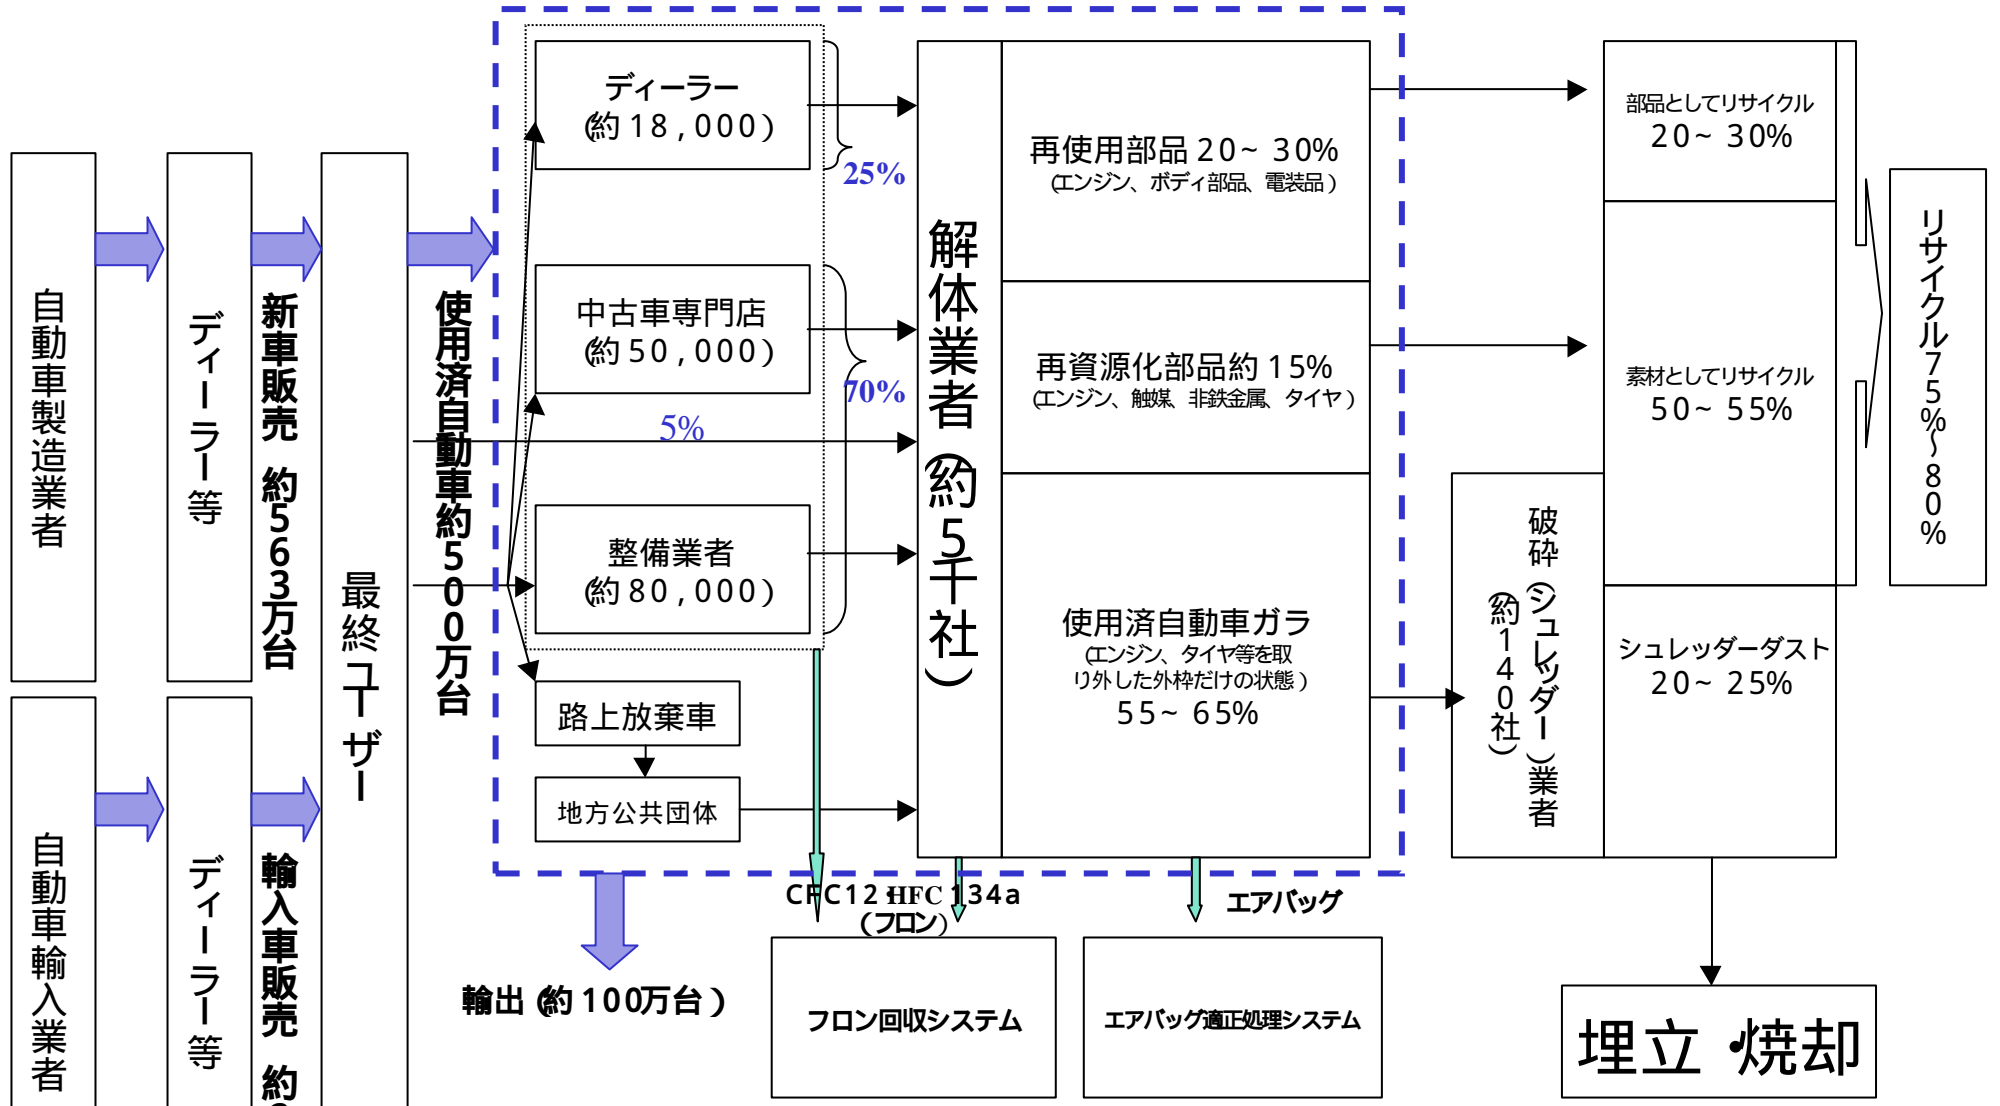 自動車製造業者
ディーラー等
新車販売 約563万台
最終ユーザー
使用済自動車約500万台
自動車輸入業者
ディーラー等
輸入車販売 約
ディーラー
(約18,000)
25%
中古車専門店
(約50,000)
70%
5%
整備業者
(約80,000)
路上放棄車
地方公共団体
解体業者(約5千社)
再使用部品20~30%
(エンジン、ボディ部品、電装品)
再資源化部品約15%
(エンジン、触媒、非鉄金属、タイヤ)
使用済自動車ガラ
(エンジン、タイヤ等を取
り外した外枠だけの状態)
55~65%
破砕(シュレッダー)業者
(約140社)
部品としてリサイクル
20~30%
素材としてリサイクル
50~55%
シュレッダーダスト
20~25%
リサイクル75%~80%
輸出(約100万台)
CFC12・HFC134a
(フロン)
エアバッグ
フロン回収システム
エアバッグ適正処理システム
埋立・焼却